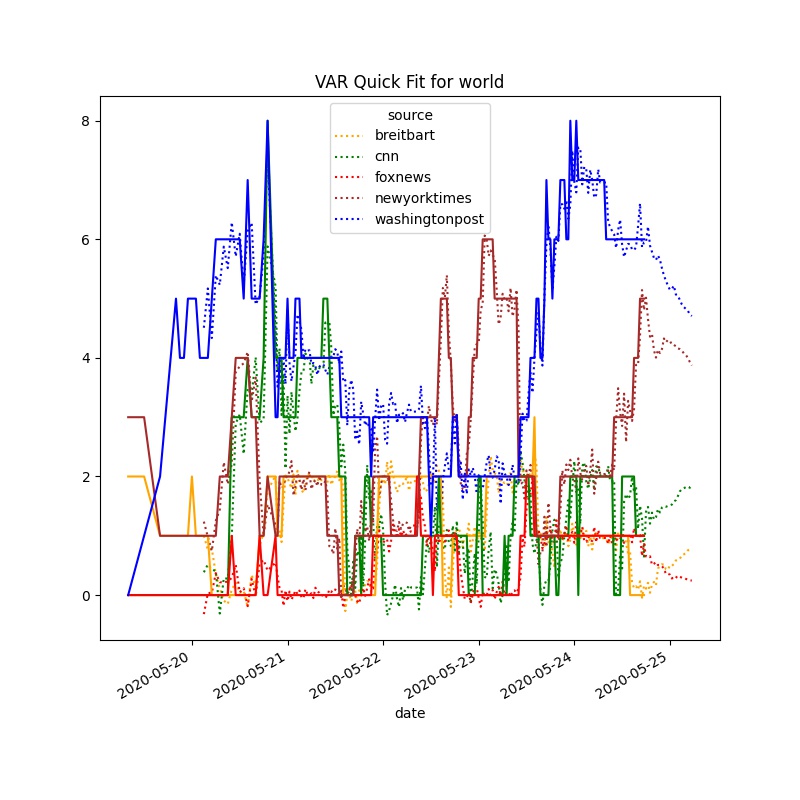 VAR Quick Fit for world
source
breitbart
cnn
foxnews
newyorktimes
washingtonpost
8
6
4
2
0
2020-05-20
2020-05-21
2020-05-22
2020-05-23
2020-05-24
2020-05-25
date